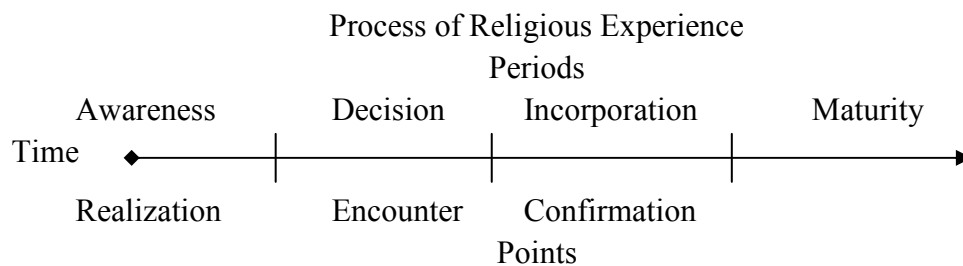 Process of Religious Experience
Periods
Awareness Decision Incorporation Maturity
Time
Realization Encounter Confirmation
Points